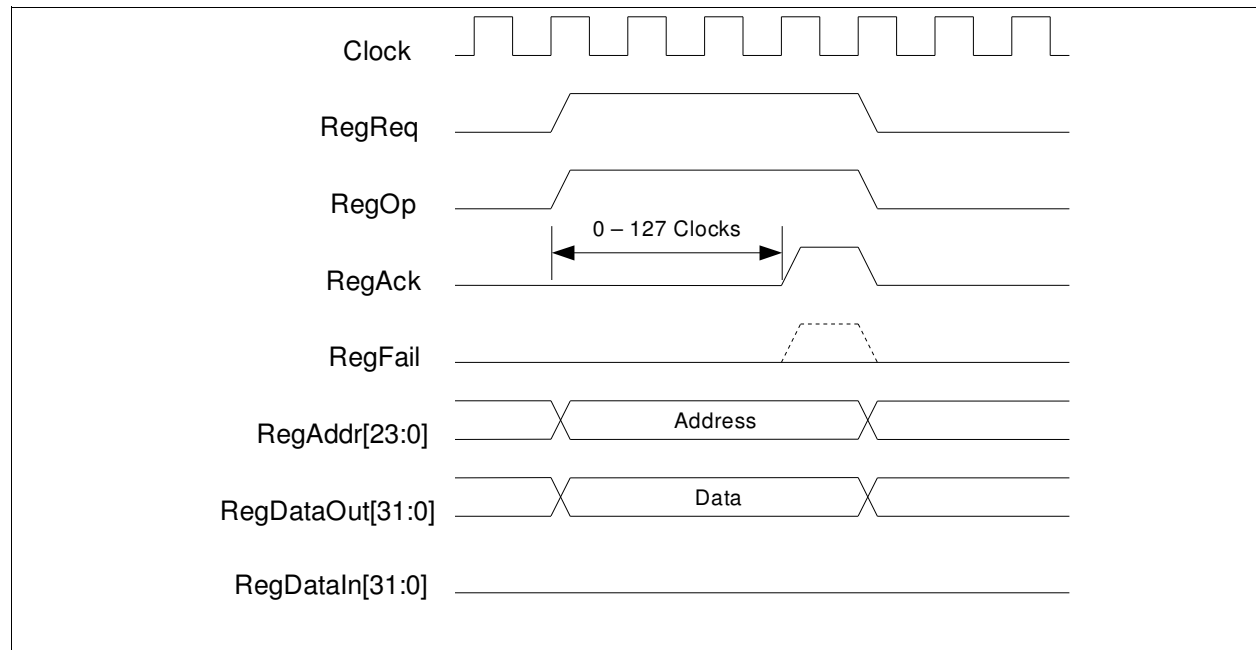 Clock
RegReq
RegOp
0 – 127 Clocks
RegAck
RegFail
RegAddr[23:0]
Address
RegDataOut[31:0]
Data
RegDataIn[31:0]